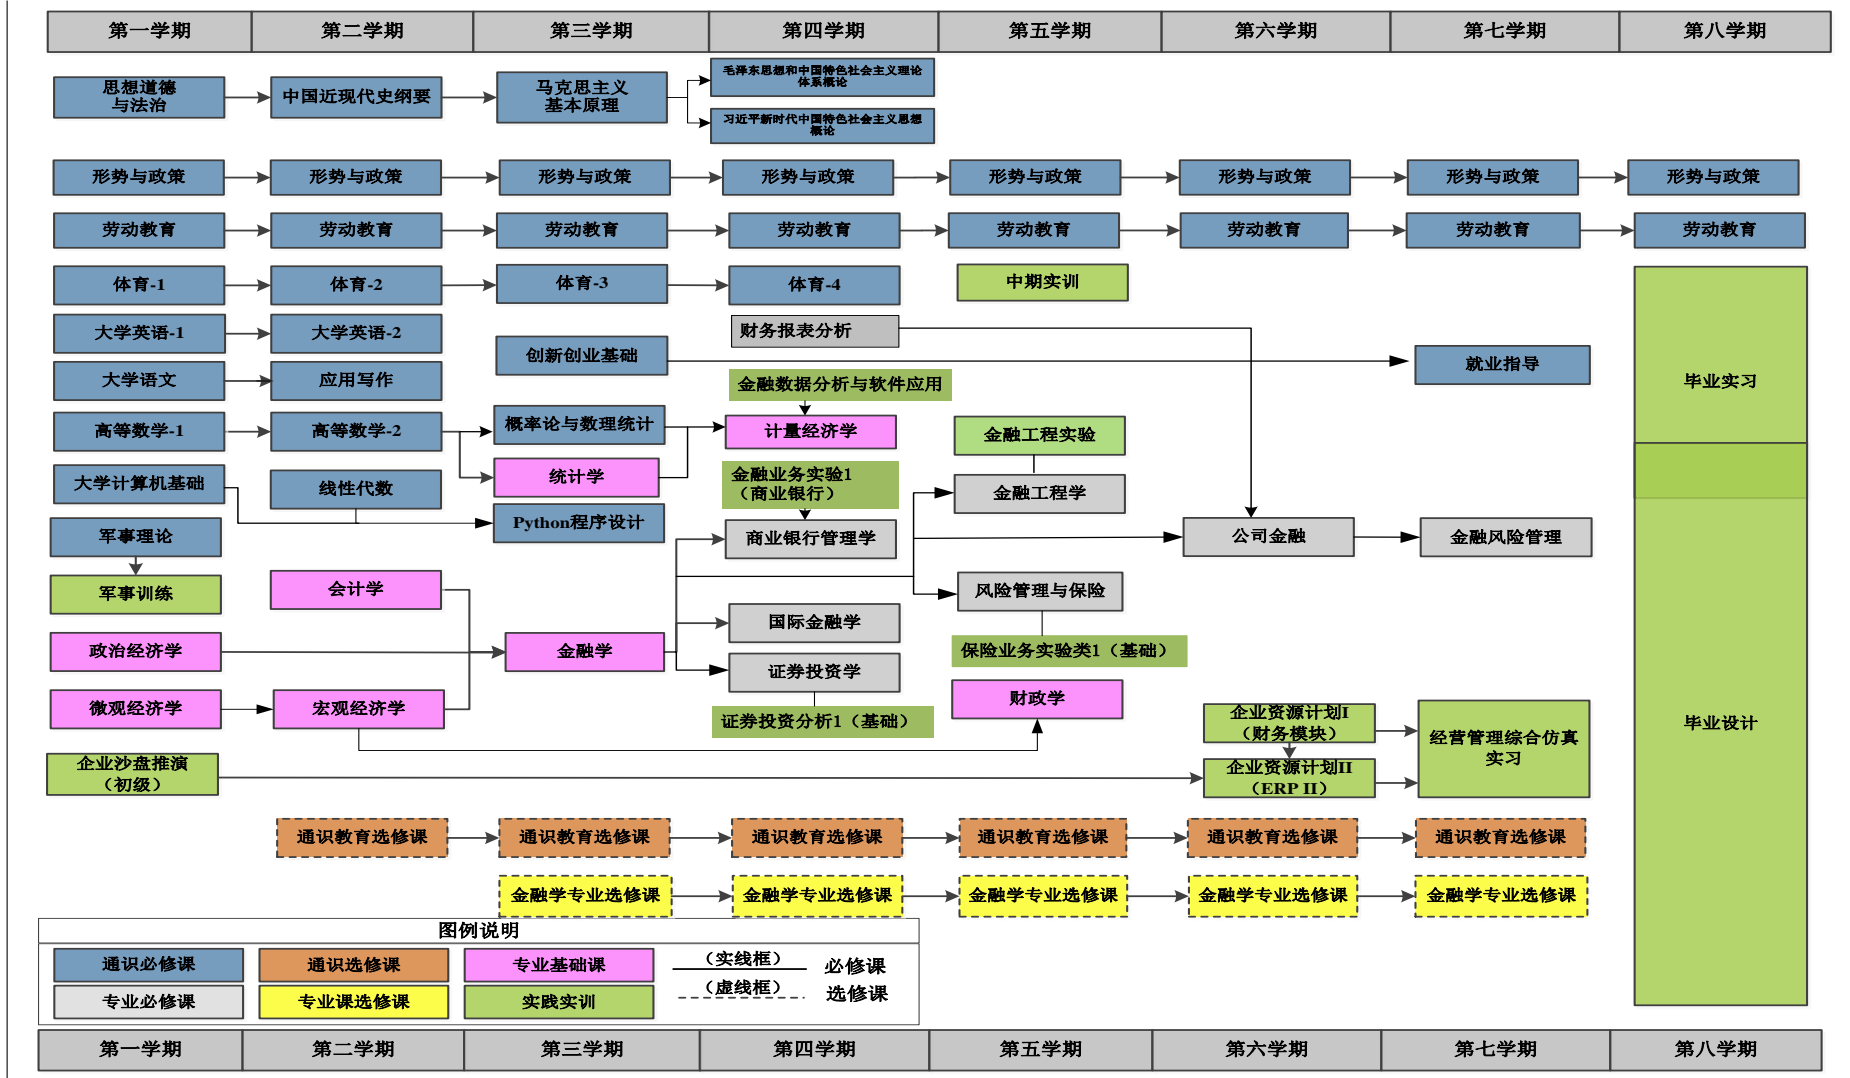 第一学期 第二学期 第三学期 第四学期 第五学期 第六学期 第七学期 第八学期
思想道德
与法治
中国近现代史纲要
马克思主义
基本原理
毛泽东思想和中国特色社会主义理论
体系概论
习近平新时代中国特色社会主义思想
概论
形势与政策 形势与政策 形势与政策 形势与政策 形势与政策 形势与政策 形势与政策 形势与政策
劳动教育 劳动教育 劳动教育 劳动教育 劳动教育 劳动教育 劳动教育 劳动教育
体育-1 体育-2 体育-3 体育-4 中期实训
大学英语-1 大学英语-2 财务报表分析
创新创业基础 就业指导
大学语文 应用写作 金融数据分析与软件应用 毕业实习
高等数学-1 高等数学-2 概率论与数理统计 计量经济学 金融工程实验
大学计算机基础 线性代数 统计学
金融业务实验1
（商业银行）
金融工程学
军事理论 Python程序设计 商业银行管理学 公司金融 金融风险管理
军事训练 会计学 风险管理与保险
国际金融学
政治经济学 金融学 保险业务实验类1（基础）
证券投资学
微观经济学 宏观经济学 财政学
证券投资分析1（基础）
企业资源计划I
（财务模块）
毕业设计
经营管理综合仿真
实习
企业沙盘推演
（初级）
企业资源计划II
（ERP II）
通识教育选修课 通识教育选修课 通识教育选修课 通识教育选修课 通识教育选修课 通识教育选修课
金融学专业选修课 金融学专业选修课 金融学专业选修课 金融学专业选修课 金融学专业选修课
图例说明
通识必修课 通识选修课 专业基础课 （实线框） 必修课
专业必修课 专业课选修课 实践实训 （虚线框） 选修课
第一学期 第二学期 第三学期 第四学期 第五学期 第六学期 第七学期 第八学期